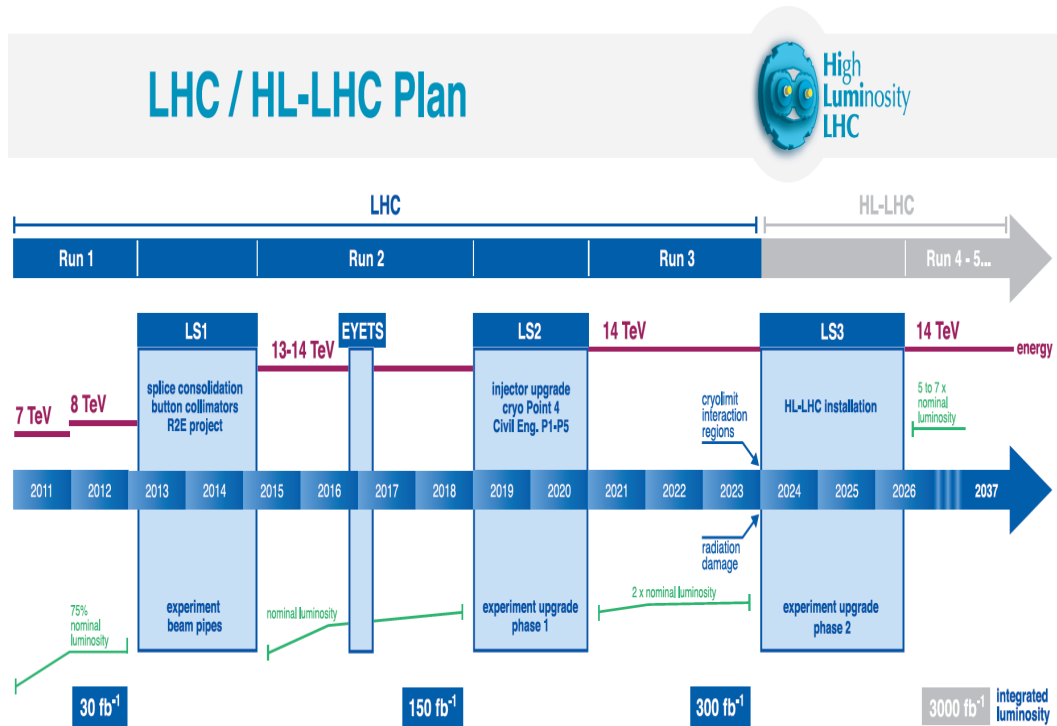 LHC / HL-LHC Plan
High
Luminosity
LHC
LHC
HL-LHC
Run 1
Run 2
Run 3
Run 4 - 5...
LS1
EYETS
LS2
LS3
7 TeV
8 TeV
13-14 TeV
14 TeV
14 TeV
energy
splice consolidation
button collimators
R2E project
injector upgrade
cryo Point 4
Civil Eng. P1-P5
cryolimit
interaction
regions
HL-LHC Installation
5 to 7 x
nominal
luminosity
2011 2012 2013 2014 2015 2016 2017 2018 2019 2020 2021 2022 2023 2024 2025 2026 2037
radiation
damage
75%
nominal
luminosity
experiment
beam pipes
nominal luminosity
experiment upgrade
phase 1
2 x nominal luminosity
experiment upgrade
phase 2
30 fb⁻¹
150 fb⁻¹
300 fb⁻¹
3000 fb⁻¹
integrated
luminosity